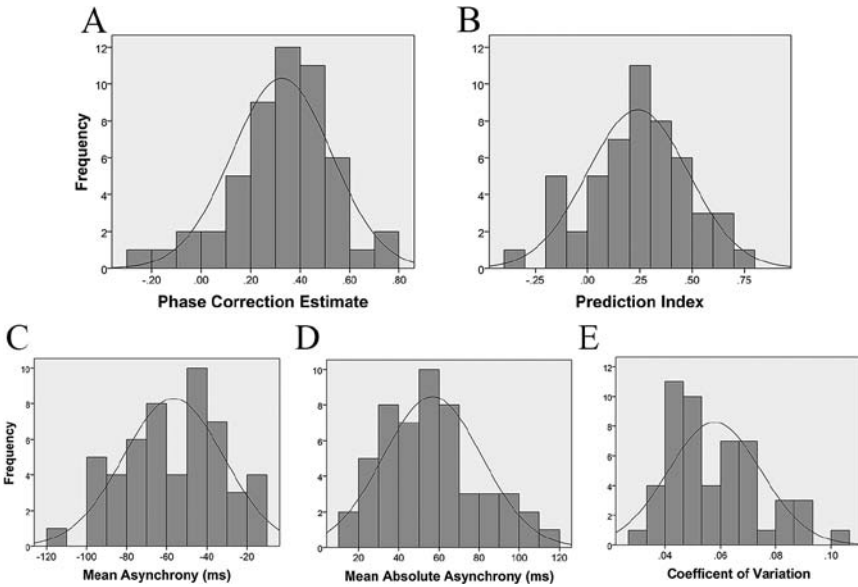 A
B
12
10
8
6
4
2
0
Frequency
-.20 .00 .20 .40 .60 .80
Phase Correction Estimate
12
10
8
6
4
2
0
-.25 .00 .25 .50 .75
Prediction Index
C
D
E
10
8
6
4
2
0
Frequency
-120 -100 -80 -60 -40 -20
Mean Asynchrony (ms)
10
8
6
4
2
0
20 40 60 80 100 120
Mean Absolute Asynchrony (ms)
12
10
8
6
4
2
0
.04 .06 .08 .10
Coefficent of Variation